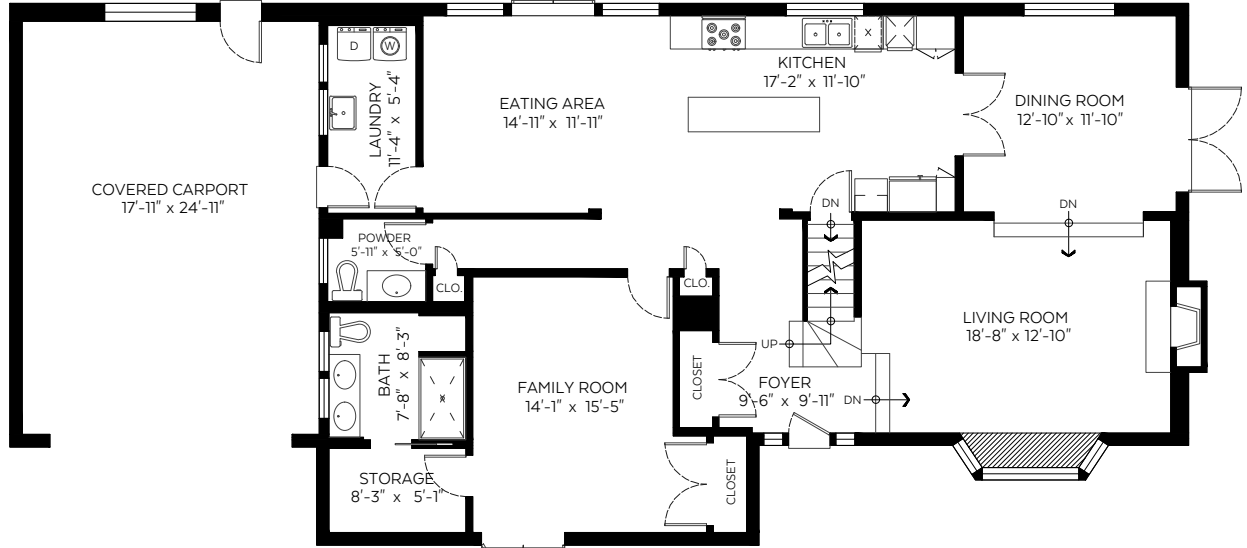 D
W
LAUNDRY
11'-4" x 5'-4"
EATING AREA
14'-11" x 11'-11"
KITCHEN
17'-2" x 11'-10"
X
DINING ROOM
12'-10" x 11'-10"
COVERED CARPORT
17'-11" x 24'-11"
DN
DN
POWDER
5'-11" x 5'-0"
CLO.
CLO.
LIVING ROOM
18'-8" x 12'-10"
UP
BATH
7'-8" x 8'-3"
FAMILY ROOM
14'-1" x 15'-5"
CLOSET
FOYER
9'-6" x 9'-11"
DN
STORAGE
8'-3" x 5'-1"
CLOSET